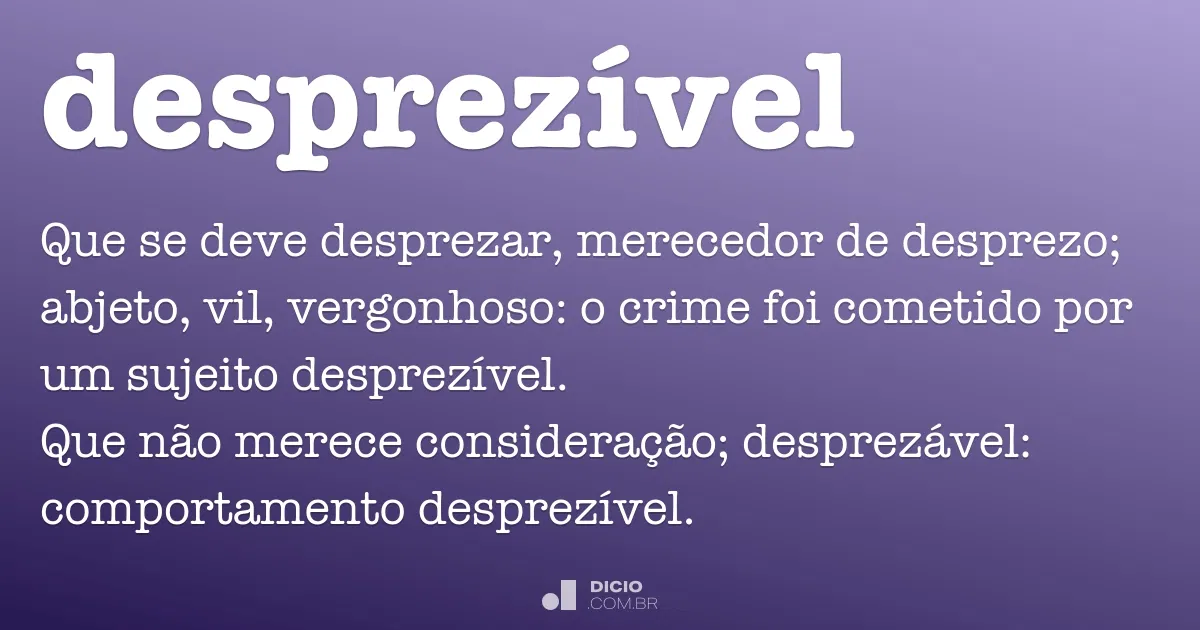 desprezível
Que se deve desprezar, merecedor de desprezo;
abjeto, vil, vergonhoso: o crime foi cometido por
um sujeito desprezível.
Que não merece consideração; desprezável:
comportamento desprezível.
DICIO
.COM.BR